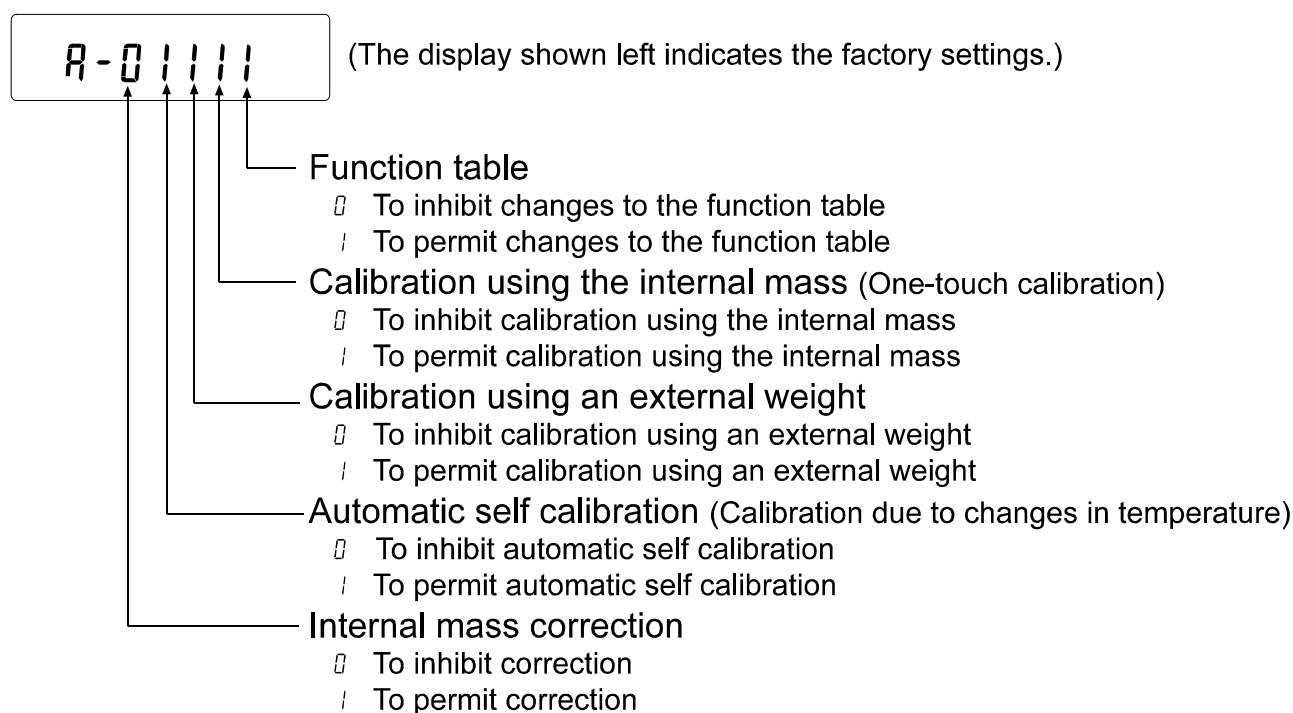 A-01111
(The display shown left indicates the factory settings.)
Function table
0 To inhibit changes to the function table
1 To permit changes to the function table
Calibration using the internal mass (One-touch calibration)
0 To inhibit calibration using the internal mass
1 To permit calibration using the internal mass
Calibration using an external weight
0 To inhibit calibration using an external weight
1 To permit calibration using an external weight
Automatic self calibration (Calibration due to changes in temperature)
0 To inhibit automatic self calibration
1 To permit automatic self calibration
Internal mass correction
0 To inhibit correction
1 To permit correction